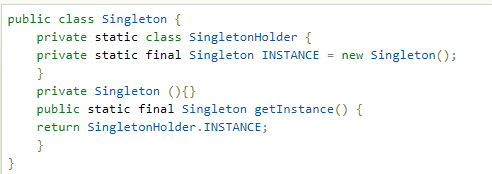 public class Singleton {
    private static class SingletonHolder {
    private static final Singleton INSTANCE = new Singleton();
    }
    private Singleton (){}
    public static final Singleton getInstance() {
    return SingletonHolder.INSTANCE;
    }
}